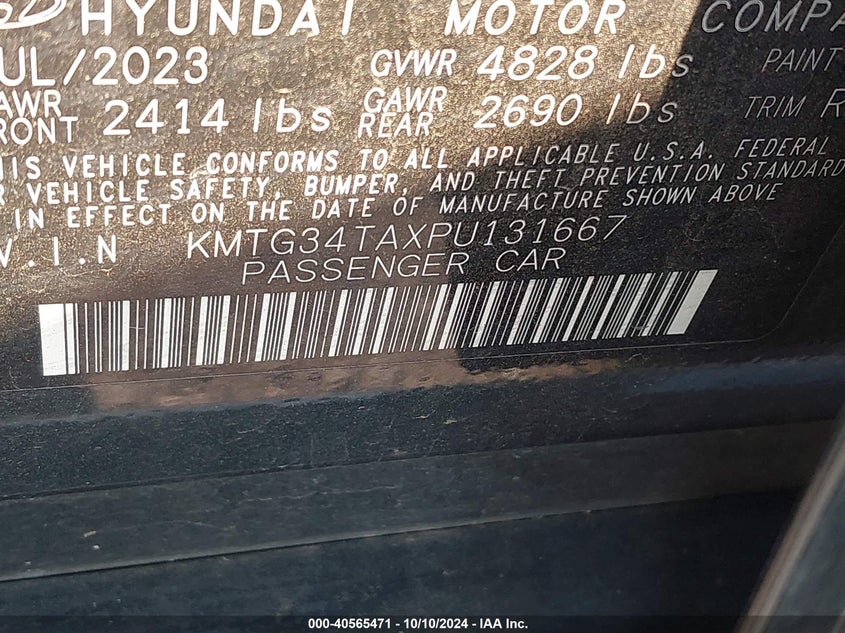 HYUNDAI MOTOR COMPA
UL/2023 GVWR 4828 lbs PAINT
AWR FRONT 2414 lbs GAWR REAR 2690 lbs TRIM R
HIS VEHICLE CONFORMS TO ALL APPLICABLE U.S.A. FEDERAL
R VEHICLE SAFETY, BUMPER, AND THEFT PREVENTION STANDARD
IN EFFECT ON THE DATE OF MANUFACTURE SHOWN ABOVE
V.I.N KMTG34TAXPU131667
PASSENGER CAR
000-40565471 - 10/10/2024 - IAA Inc.